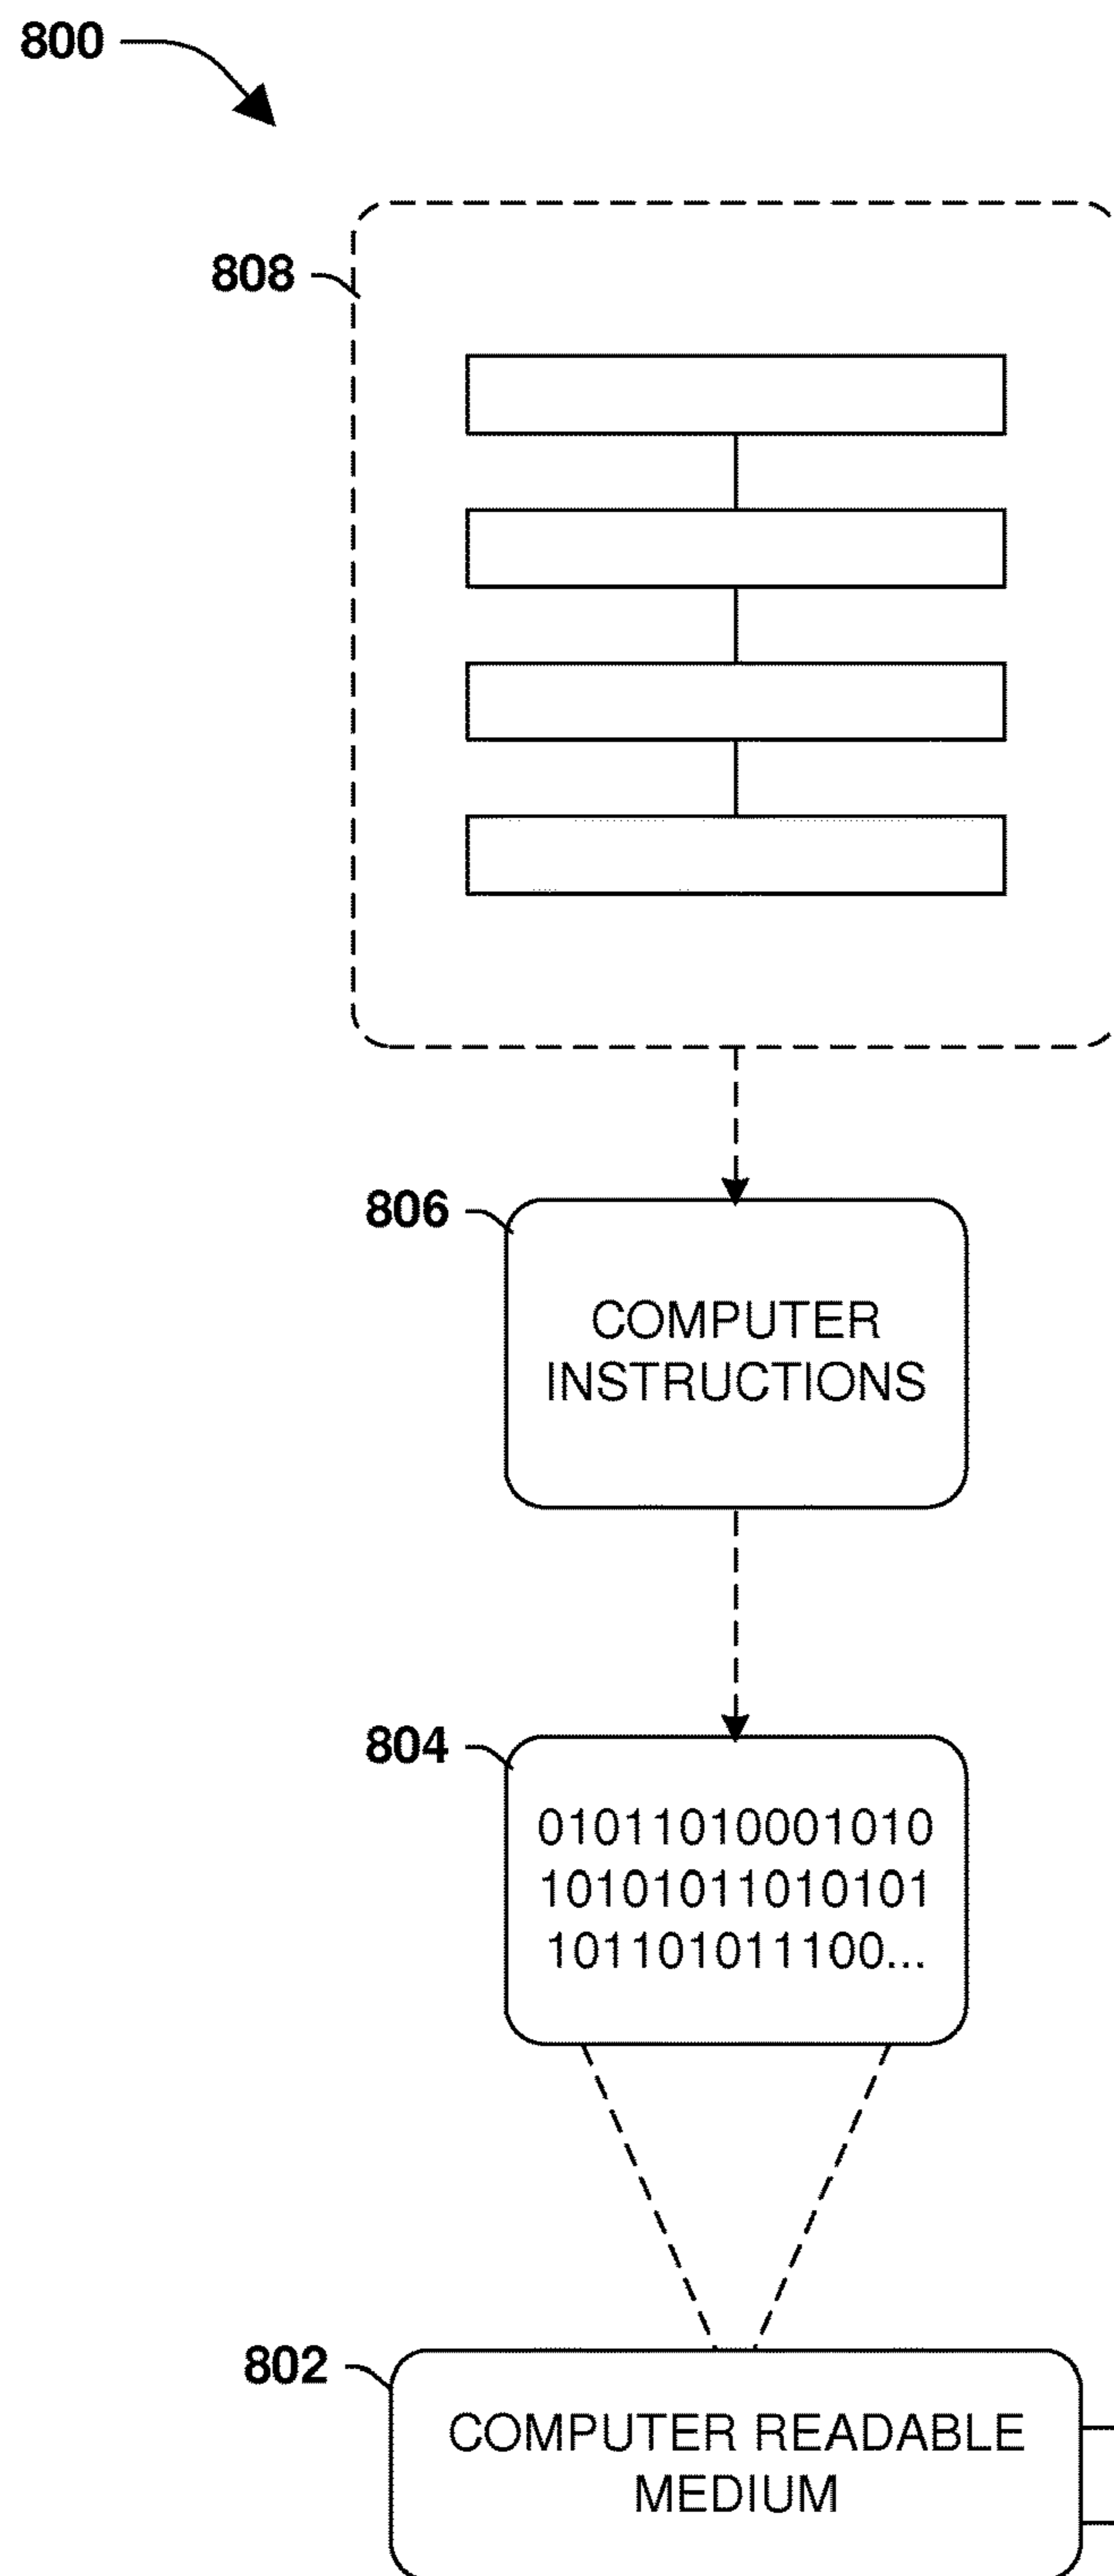 800
808
806
COMPUTER
INSTRUCTIONS
804
01011010001010
10101011010101
101101011100...
802
COMPUTER READABLE
MEDIUM